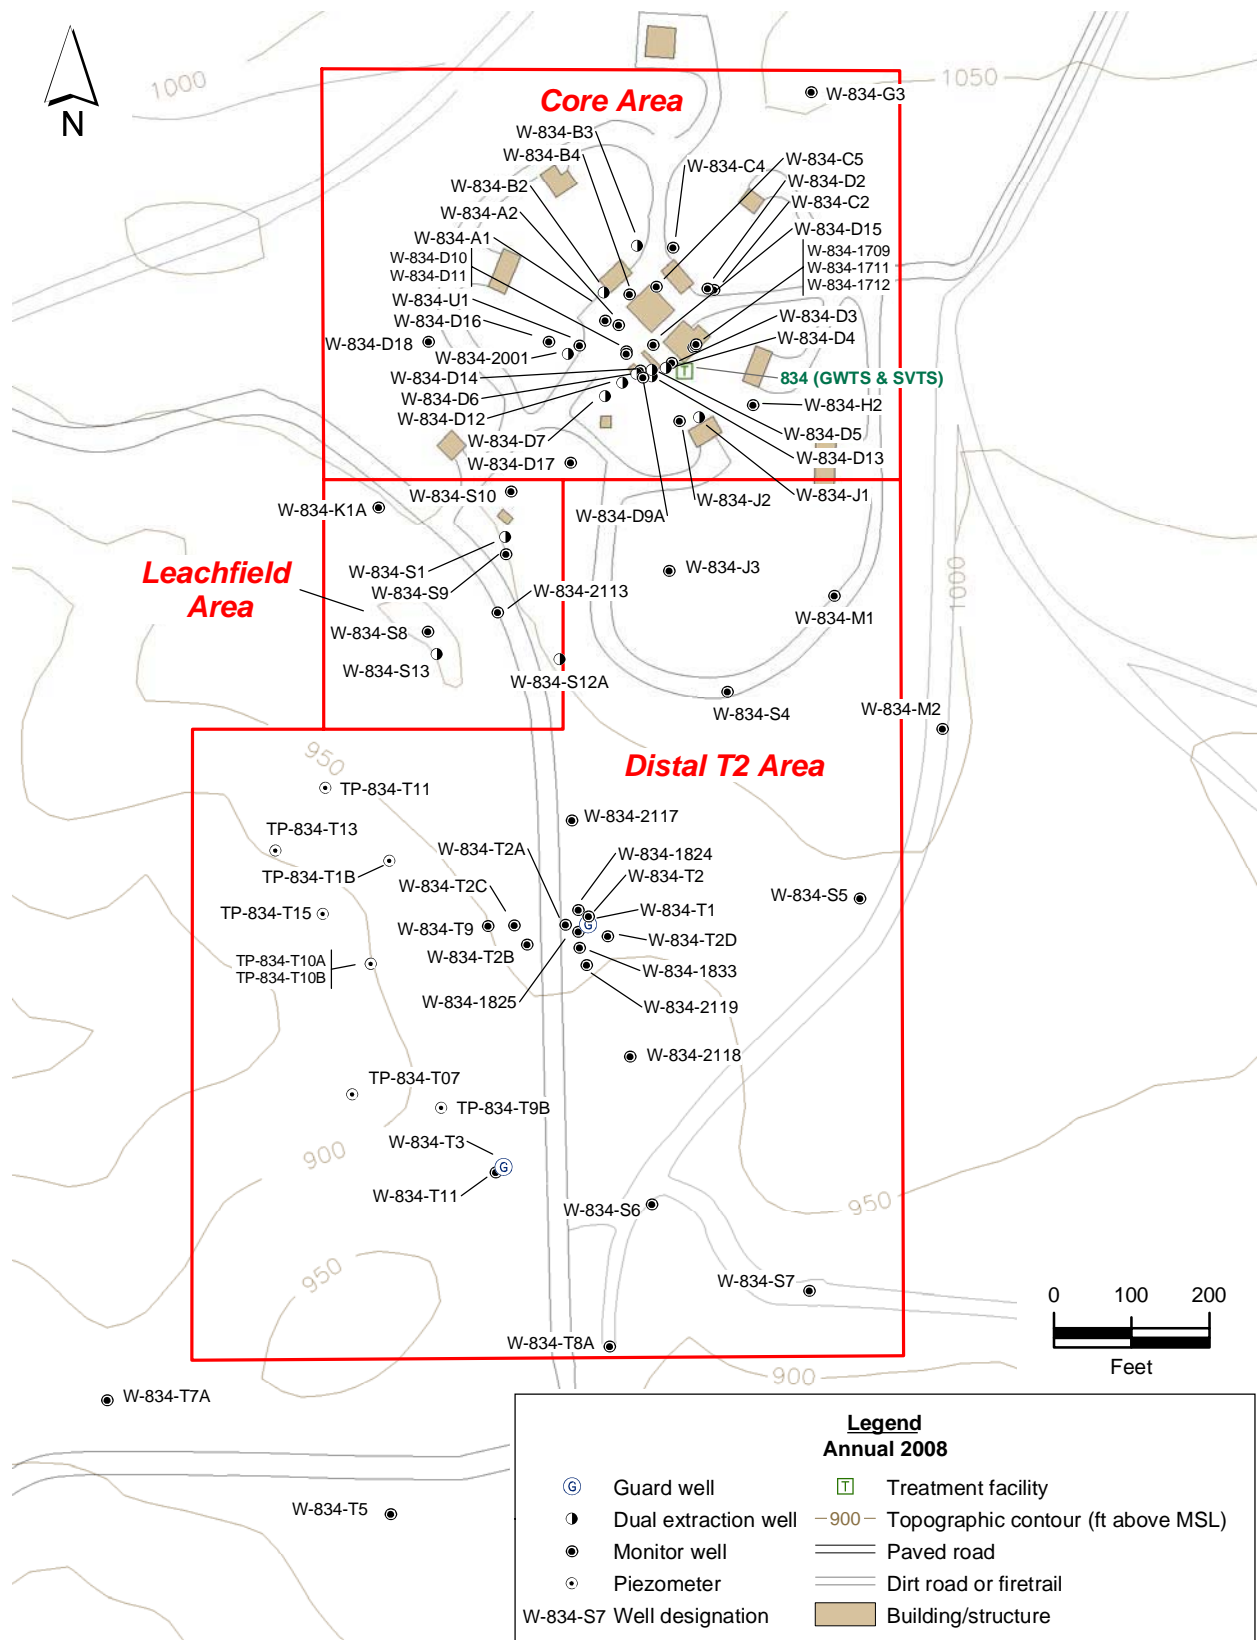 N
1000
1050
Core Area
W-834-G3
W-834-B3
W-834-B4
W-834-C4
W-834-C5
W-834-D2
W-834-C2
W-834-B2
W-834-A2
W-834-A1
W-834-D15
W-834-D10
W-834-D11
W-834-1709
W-834-1711
W-834-1712
W-834-U1
W-834-D16
W-834-D18
W-834-2001
W-834-D3
W-834-D4
W-834-D14
T
834 (GWTS & SVTS)
W-834-D6
W-834-D12
W-834-H2
W-834-D7
W-834-D5
W-834-D17
W-834-D13
W-834-S10
W-834-J2
W-834-J1
W-834-K1A
W-834-D9A
Leachfield
Area
W-834-S1
W-834-S9
W-834-2113
W-834-J3
1000
W-834-M1
W-834-S8
W-834-S13
W-834-S12A
W-834-S4
W-834-M2
950
Distal T2 Area
TP-834-T11
TP-834-T13
W-834-2117
W-834-T2A
W-834-1824
TP-834-T1B
W-834-T2
W-834-T2C
W-834-S5
TP-834-T15
W-834-T1
G
W-834-T9
W-834-T2D
W-834-T2B
TP-834-T10A
TP-834-T10B
W-834-1833
W-834-1825
W-834-2119
W-834-2118
TP-834-T07
TP-834-T9B
W-834-T3
900
G
W-834-T11
950
W-834-S6
950
W-834-S7
0 100 200
Feet
W-834-T8A
900
W-834-T7A
W-834-T5
Legend
Annual 2008
G Guard well
T Treatment facility
Dual extraction well
900 Topographic contour (ft above MSL)
Monitor well
Paved road
Piezometer
Dirt road or firetrail
W-834-S7 Well designation
Building/structure